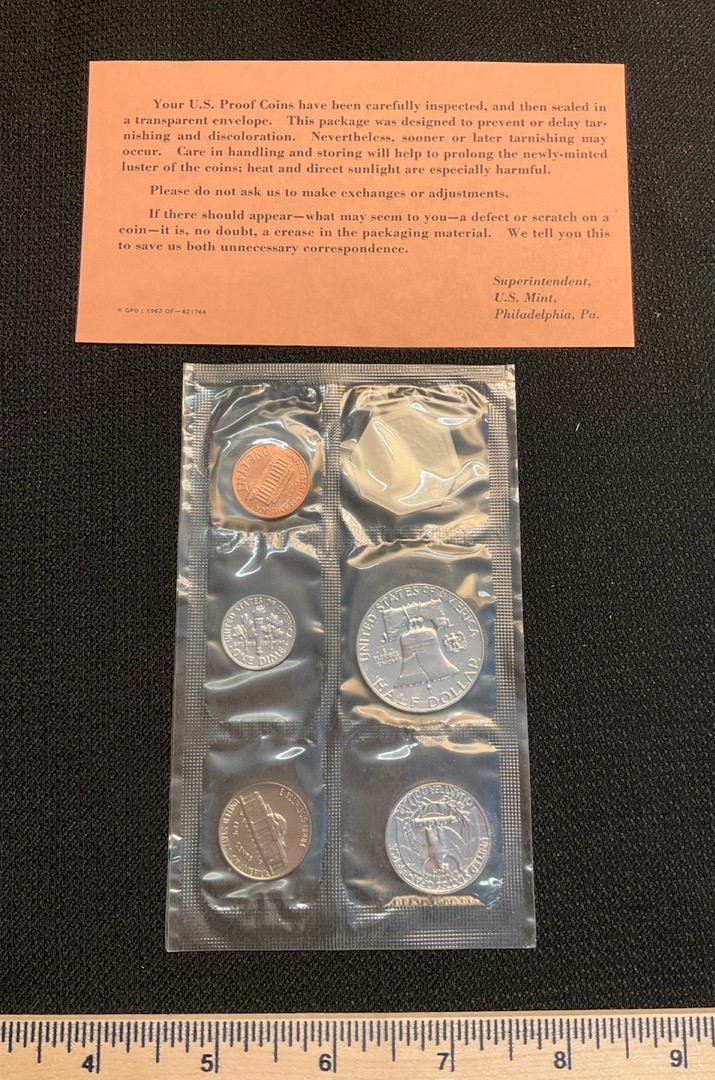 Your U.S. Proof Coins have been carefully inspected, and then sealed in
a transparent envelope. This package was designed to prevent or delay tar-
nishing and discoloration. Nevertheless, sooner or later tarnishing may
occur. Care in handling and storing will help to prolong the newly-minted
luster of the coins; heat and direct sunlight are especially harmful.
Please do not ask us to make exchanges or adjustments.
If there should appear—what may seem to you—a defect or scratch on a
coin—it is, no doubt, a crease in the packaging material. We tell you this
to save us both unnecessary correspondence.
Superintendent,
U.S. Mint,
Philadelphia, Pa.
® GPO : 1962 OF—621766
ONE CENT
UNITED STATES OF AMERICA
ONE DIME
UNITED STATES OF AMERICA
HALF DOLLAR
E PLURIBUS UNUM
4 5 6 7 8 9